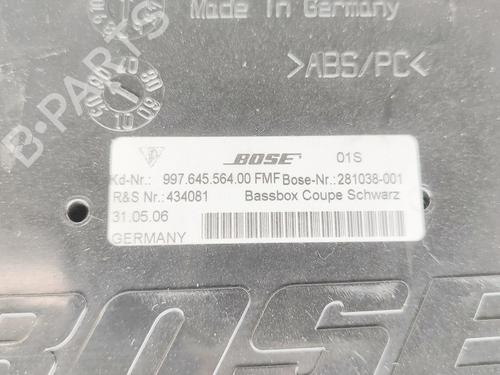 Made In Germany
>ABS/PC<
BOSE 01S
Kd-Nr.: 997.645.564.00 FMF Bose-Nr.:281038-001
R&S Nr.:434081 Bassbox Coupe Schwarz
31.05.06
GERMANY
BOSE
B-PARTS